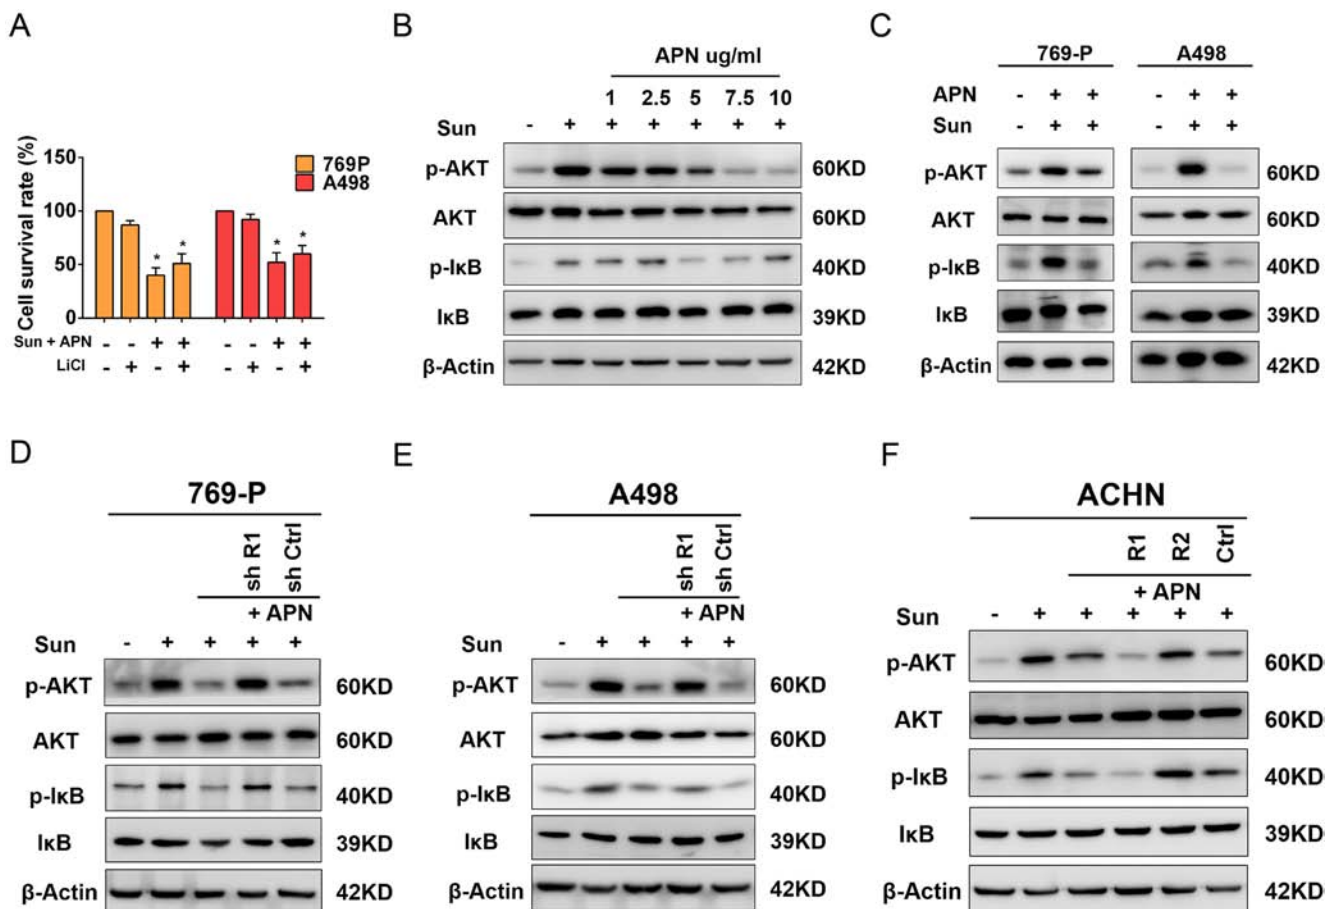 A
Cell survival rate (%)
150
100
50
0
769P
A498
* * * *
Sun + APN - - + + - - + +
LiCl - + - + - + - +
B
APN ug/ml
1 2.5 5 7.5 10
Sun - + + + + + +
p-AKT 60KD
AKT 60KD
p-IκB 40KD
IκB 39KD
β-Actin 42KD
C
769-P A498
APN - + + - + +
Sun - + + - + +
p-AKT 60KD
AKT 60KD
p-IκB 40KD
IκB 39KD
β-Actin 42KD
D
769-P
sh R1 sh Ctrl
+ APN
Sun - + + + +
p-AKT 60KD
AKT 60KD
p-IκB 40KD
IκB 39KD
β-Actin 42KD
E
A498
sh R1 sh Ctrl
+ APN
Sun - + + + +
p-AKT 60KD
AKT 60KD
p-IκB 40KD
IκB 39KD
β-Actin 42KD
F
ACHN
R1 R2 Ctrl
+ APN
Sun - + + + + +
p-AKT 60KD
AKT 60KD
p-IκB 40KD
IκB 39KD
β-Actin 42KD